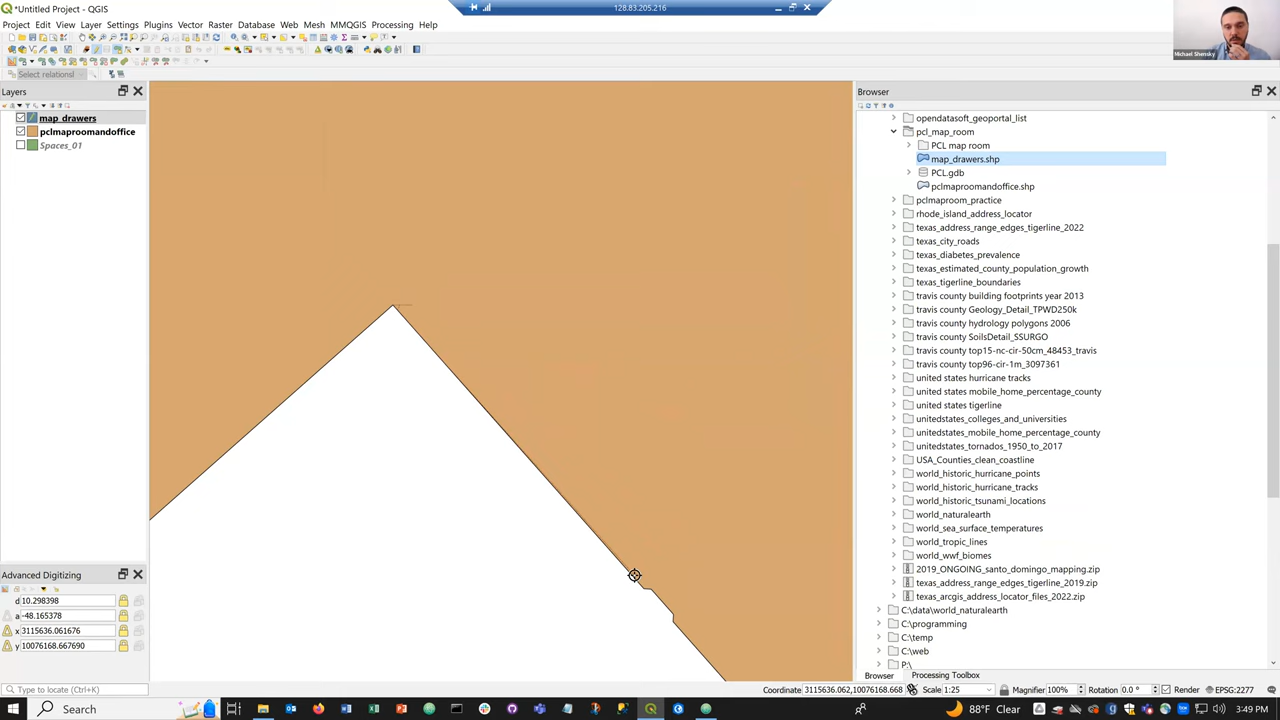 *Untitled Project — QGIS
128.83.205.216
Project Edit View Layer Settings Plugins Vector Raster Database Web Mesh MMQGIS Processing Help
Michael Shensky
Select relationsl
Layers
map_drawers
pclmaproomandoffice
Spaces_01
Advanced Digitizing
d 10.298398
a -48.165378
x 3115636.061676
y 10076168.667690
Browser
opendatasoft_geoportal_list
pcl_map_room
PCL map room
map_drawers.shp
PCL.gdb
pclmaproomandoffice.shp
pclmaproom_practice
rhode_island_address_locator
texas_address_range_edges_tigerline_2022
texas_city_roads
texas_diabetes_prevalence
texas_estimated_county_population_growth
texas_tigerline_boundaries
travis county building footprints year 2013
travis county Geology_Detail_TPWD250k
travis county hydrology polygons 2006
travis county SoilsDetail_SSURGO
travis county top15-nc-cir-50cm_48453_travis
travis county top96-cir-1m_3097361
united states hurricane tracks
united states mobile_home_percentage_county
united states tigerline
unitedstates_colleges_and_universities
unitedstates_mobile_home_percentage_county
unitedstates_tornados_1950_to_2017
USA_Counties_clean_coastline
world_historic_hurricane_points
world_historic_hurricane_tracks
world_historic_tsunami_locations
world_naturalearth
world_sea_surface_temperatures
world_tropic_lines
world_wwf_biomes
2019_ONGOING_santo_domingo_mapping.zip
texas_address_range_edges_tigerline_2019.zip
texas_arcgis_address_locator_files_2022.zip
C:\data\world_naturalearth
C:\programming
C:\temp
C:\web
P:\
Browser Processing Toolbox
Type to locate (Ctrl+K)
Coordinate 3115636.062,10076168.668 Scale 1:25 Magnifier 100% Rotation 0.0 ° Render EPSG:2277
Search
88°F Clear
3:49 PM